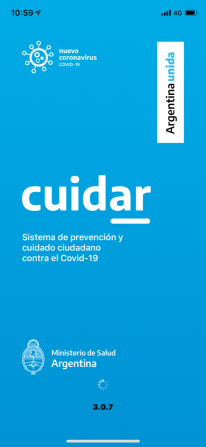 10:59
4G
nuevo
coronavirus
COVID-19
Argentina unida
cuidar
Sistema de prevención y
cuidado ciudadano
contra el Covid-19
Ministerio de Salud
Argentina
3.0.7